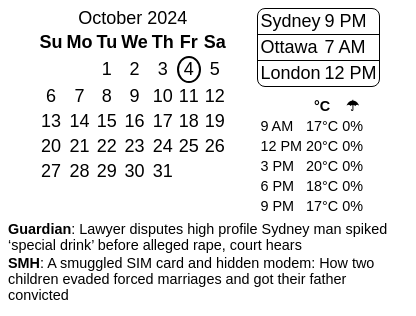 October 2024
Su Mo Tu We Th Fr Sa
1 2 3 4 5
6 7 8 9 10 11 12
13 14 15 16 17 18 19
20 21 22 23 24 25 26
27 28 29 30 31
Sydney 9 PM
Ottawa 7 AM
London 12 PM
°C ☂
9 AM 17°C 0%
12 PM 20°C 0%
3 PM 20°C 0%
6 PM 18°C 0%
9 PM 17°C 0%
Guardian: Lawyer disputes high profile Sydney man spiked
‘special drink’ before alleged rape, court hears
SMH: A smuggled SIM card and hidden modem: How two
children evaded forced marriages and got their father
convicted